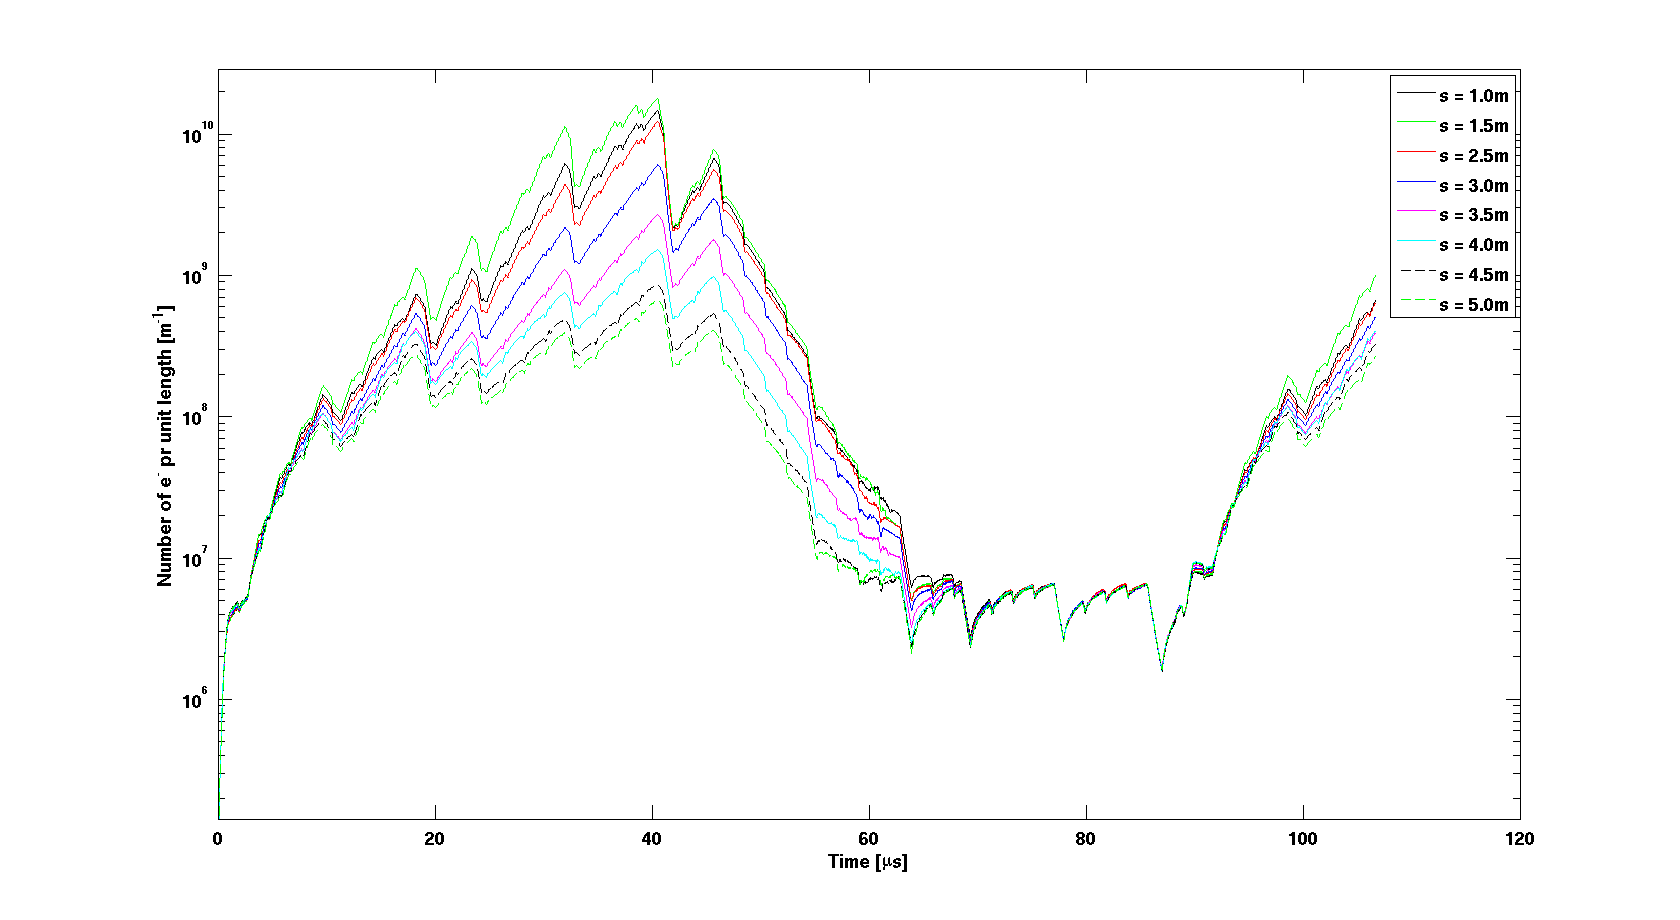 10^10
10^9
10^8
10^7
10^6
Number of e^- pr unit length [m^-1]
0 20 40 60 80 100 120
Time [μs]
s = 1.0m
s = 1.5m
s = 2.5m
s = 3.0m
s = 3.5m
s = 4.0m
s = 4.5m
s = 5.0m